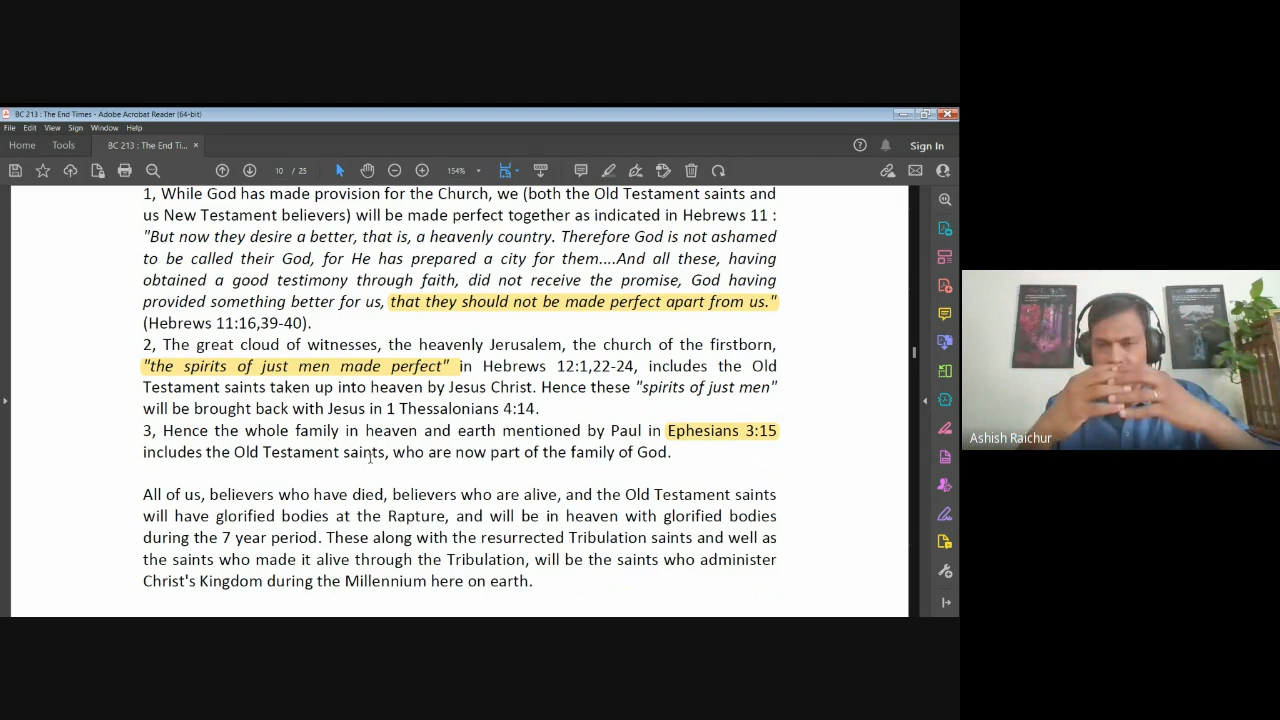 BC 213 : The End Times - Adobe Acrobat Reader (64-bit)
File Edit View Sign Window Help
Home Tools BC 213 : The End Ti... × Sign In
10 / 25 154%
1, While God has made provision for the Church, we (both the Old Testament saints and
us New Testament believers) will be made perfect together as indicated in Hebrews 11 :
"But now they desire a better, that is, a heavenly country. Therefore God is not ashamed
to be called their God, for He has prepared a city for them....And all these, having
obtained a good testimony through faith, did not receive the promise, God having
provided something better for us, that they should not be made perfect apart from us."
(Hebrews 11:16,39-40).
2, The great cloud of witnesses, the heavenly Jerusalem, the church of the firstborn,
"the spirits of just men made perfect" in Hebrews 12:1,22-24, includes the Old
Testament saints taken up into heaven by Jesus Christ. Hence these "spirits of just men"
will be brought back with Jesus in 1 Thessalonians 4:14.
3, Hence the whole family in heaven and earth mentioned by Paul in Ephesians 3:15
includes the Old Testament saints, who are now part of the family of God.
All of us, believers who have died, believers who are alive, and the Old Testament saints
will have glorified bodies at the Rapture, and will be in heaven with glorified bodies
during the 7 year period. These along with the resurrected Tribulation saints and well as
the saints who made it alive through the Tribulation, will be the saints who administer
Christ's Kingdom during the Millennium here on earth.
Ashish Raichur